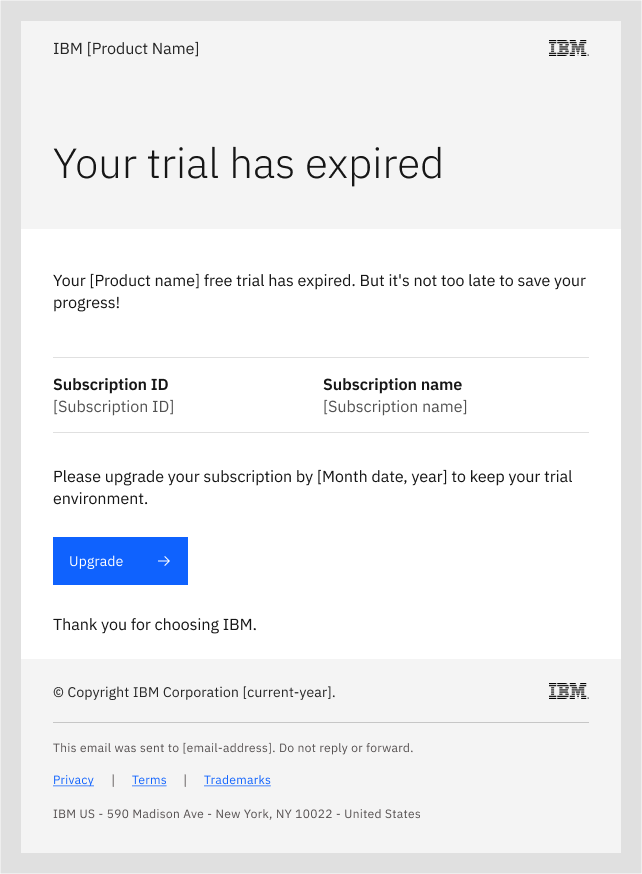 IBM [Product Name]
IBM
Your trial has expired
Your [Product name] free trial has expired. But it's not too late to save your
progress!
Subscription ID
Subscription name
[Subscription ID]
[Subscription name]
Please upgrade your subscription by [Month date, year] to keep your trial
environment.
Upgrade →
Thank you for choosing IBM.
© Copyright IBM Corporation [current-year].
IBM
This email was sent to [email-address]. Do not reply or forward.
Privacy | Terms | Trademarks
IBM US - 590 Madison Ave - New York, NY 10022 - United States